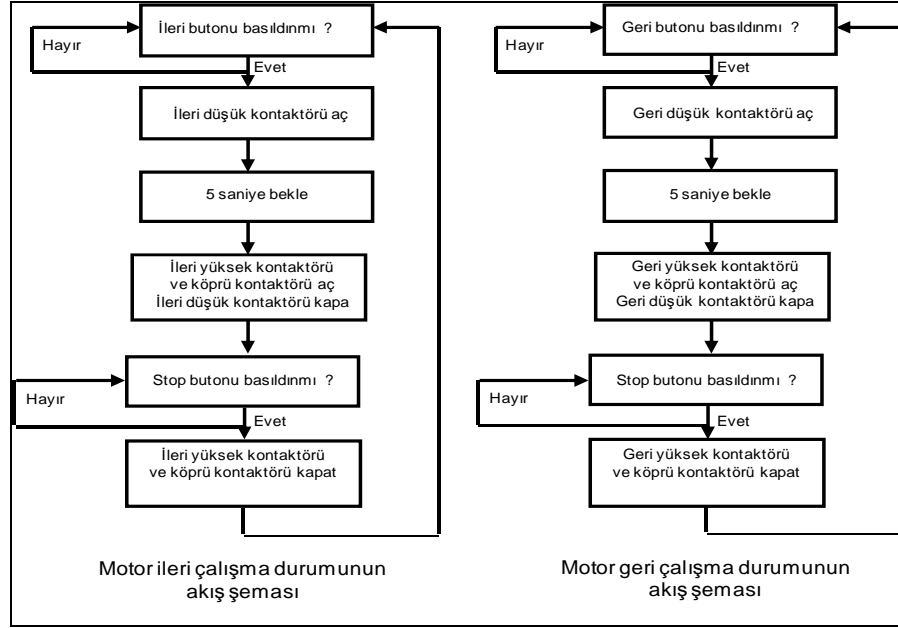 İleri butonu basıldınmı ?
Hayır
Evet
İleri düşük kontaktörü aç
5 saniye bekle
İleri yüksek kontaktörü
ve köprü kontaktörü aç
İleri düşük kontaktörü kapa
Stop butonu basıldınmı ?
Hayır
Evet
İleri yüksek kontaktörü
ve köprü kontaktörü kapat
Motor ileri çalışma durumunun
akış şeması
Geri butonu basıldınmı ?
Hayır
Evet
Geri düşük kontaktörü aç
5 saniye bekle
Geri yüksek kontaktörü
ve köprü kontaktörü aç
Geri düşük kontaktörü kapa
Stop butonu basıldınmı ?
Hayır
Evet
Geri yüksek kontaktörü
ve köprü kontaktörü kapat
Motor geri çalışma durumunun
akış şeması